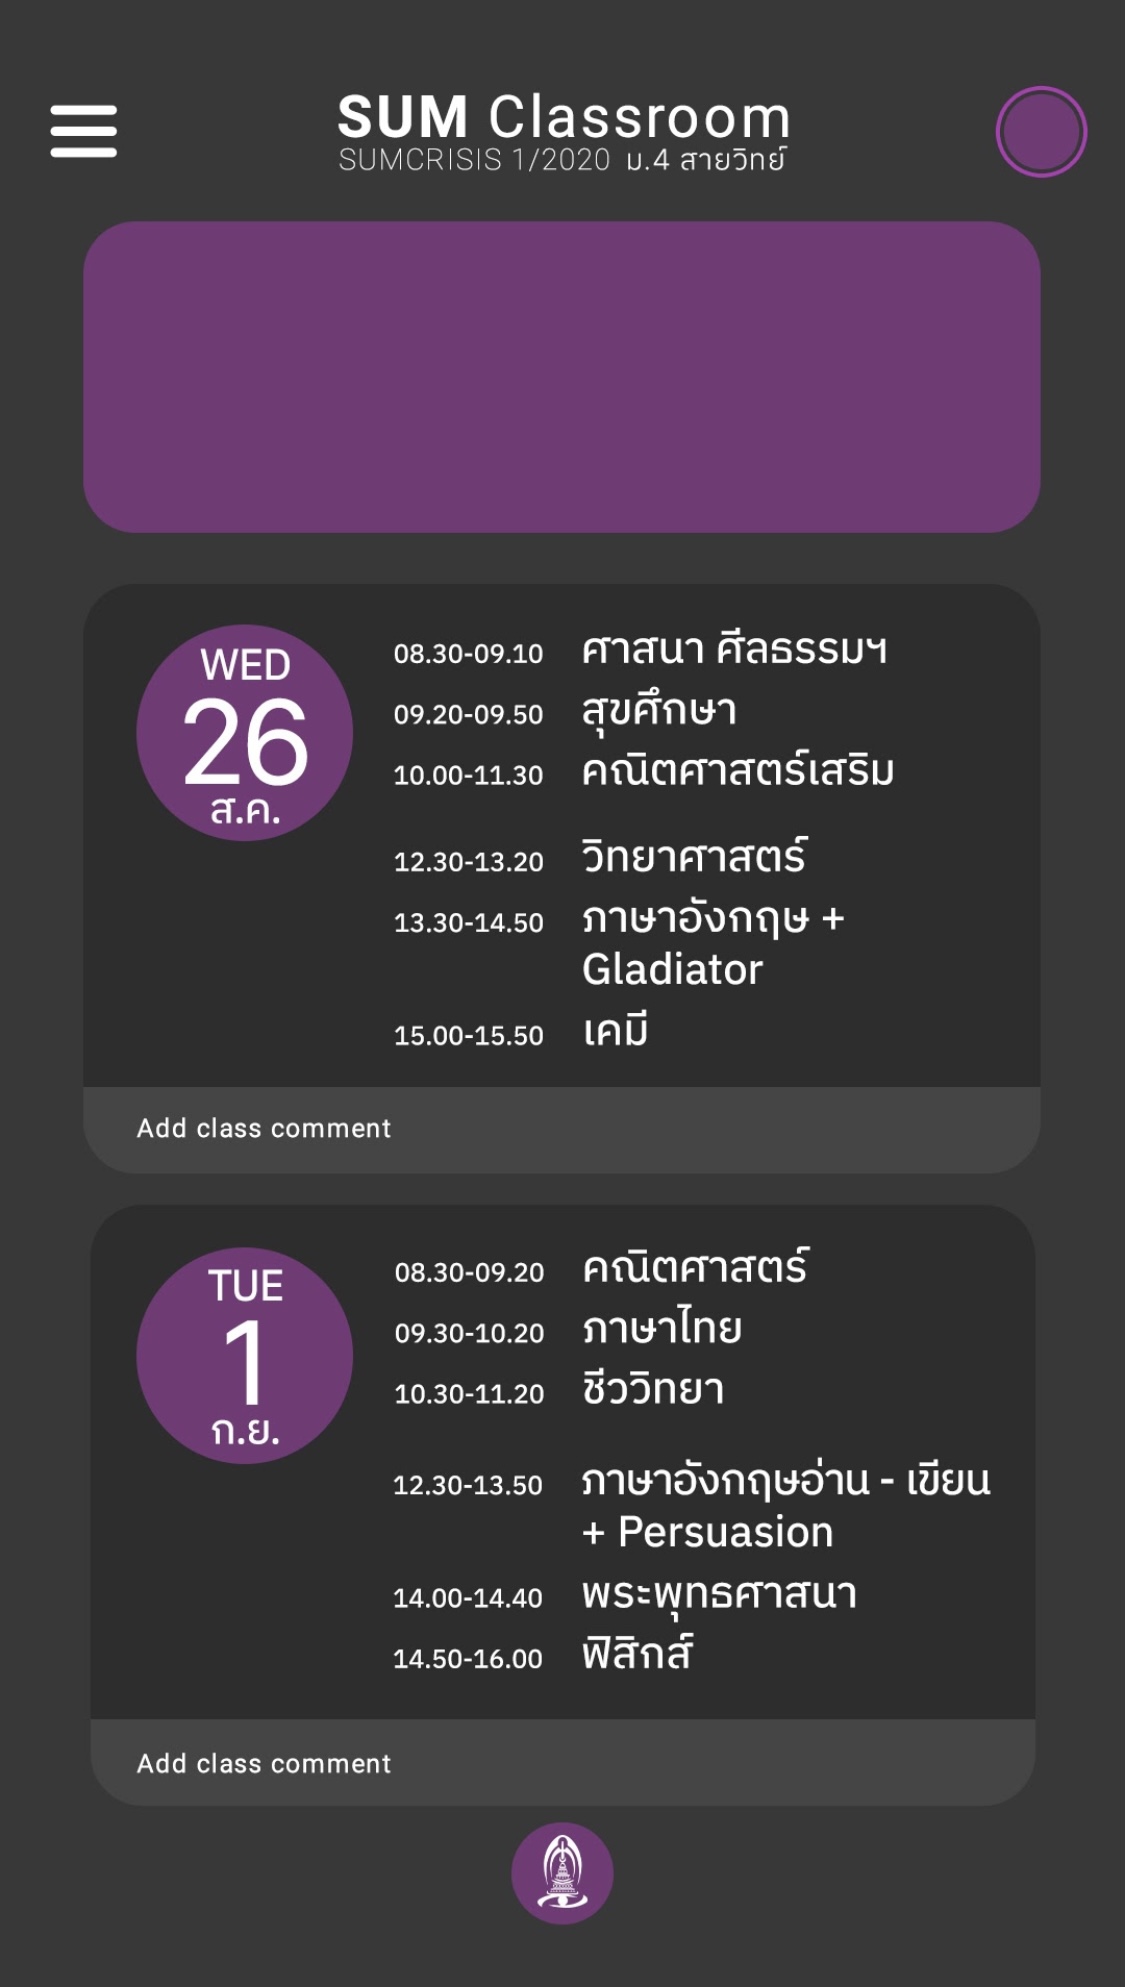 SUM Classroom
SUMCRISIS 1/2020 ม.4 สายวิทย์
WED
26
ส.ค.
08.30-09.10 ศาสนา ศีลธรรมฯ
09.20-09.50 สุขศึกษา
10.00-11.30 คณิตศาสตร์เสริม
12.30-13.20 วิทยาศาสตร์
13.30-14.50 ภาษาอังกฤษ +
Gladiator
15.00-15.50 เคมี
Add class comment
TUE
1
ก.ย.
08.30-09.20 คณิตศาสตร์
09.30-10.20 ภาษาไทย
10.30-11.20 ชีววิทยา
12.30-13.50 ภาษาอังกฤษอ่าน - เขียน
+ Persuasion
14.00-14.40 พระพุทธศาสนา
14.50-16.00 ฟิสิกส์
Add class comment